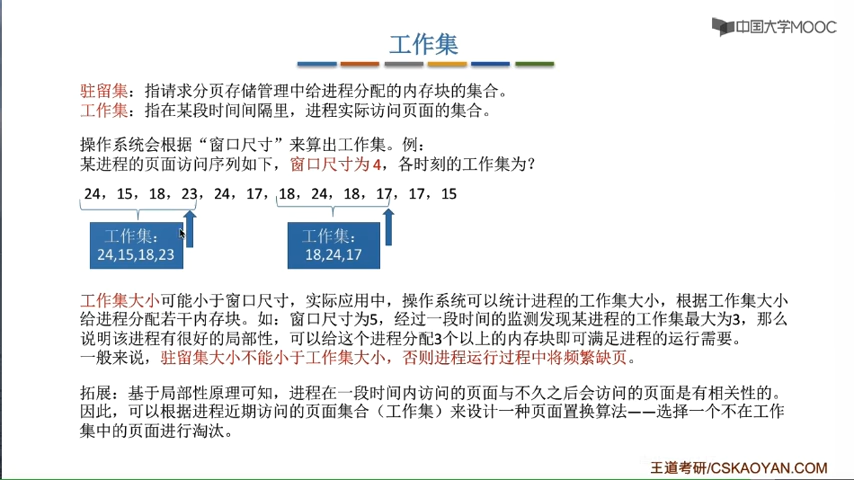 中国大学MOOC
工作集
驻留集：指请求分页存储管理中给进程分配的内存块的集合。
工作集：指在某段时间间隔里，进程实际访问页面的集合。
操作系统会根据“窗口尺寸”来算出工作集。例：
某进程的页面访问序列如下，窗口尺寸为 4，各时刻的工作集为？
24，15，18，23，24，17，18，24，18，17，17，15
工作集：
24,15,18,23
工作集：
18,24,17
工作集大小可能小于窗口尺寸，实际应用中，操作系统可以统计进程的工作集大小，根据工作集大小
给进程分配若干内存块。如：窗口尺寸为5，经过一段时间的监测发现某进程的工作集最大为3，那么
说明该进程有很好的局部性，可以给这个进程分配3个以上的内存块即可满足进程的运行需要。
一般来说，驻留集大小不能小于工作集大小，否则进程运行过程中将频繁缺页。
拓展：基于局部性原理可知，进程在一段时间内访问的页面与不久之后会访问的页面是有相关性的。
因此，可以根据进程近期访问的页面集合（工作集）来设计一种页面置换算法——选择一个不在工作
集中的页面进行淘汰。
王道考研/CSKAOYAN.COM